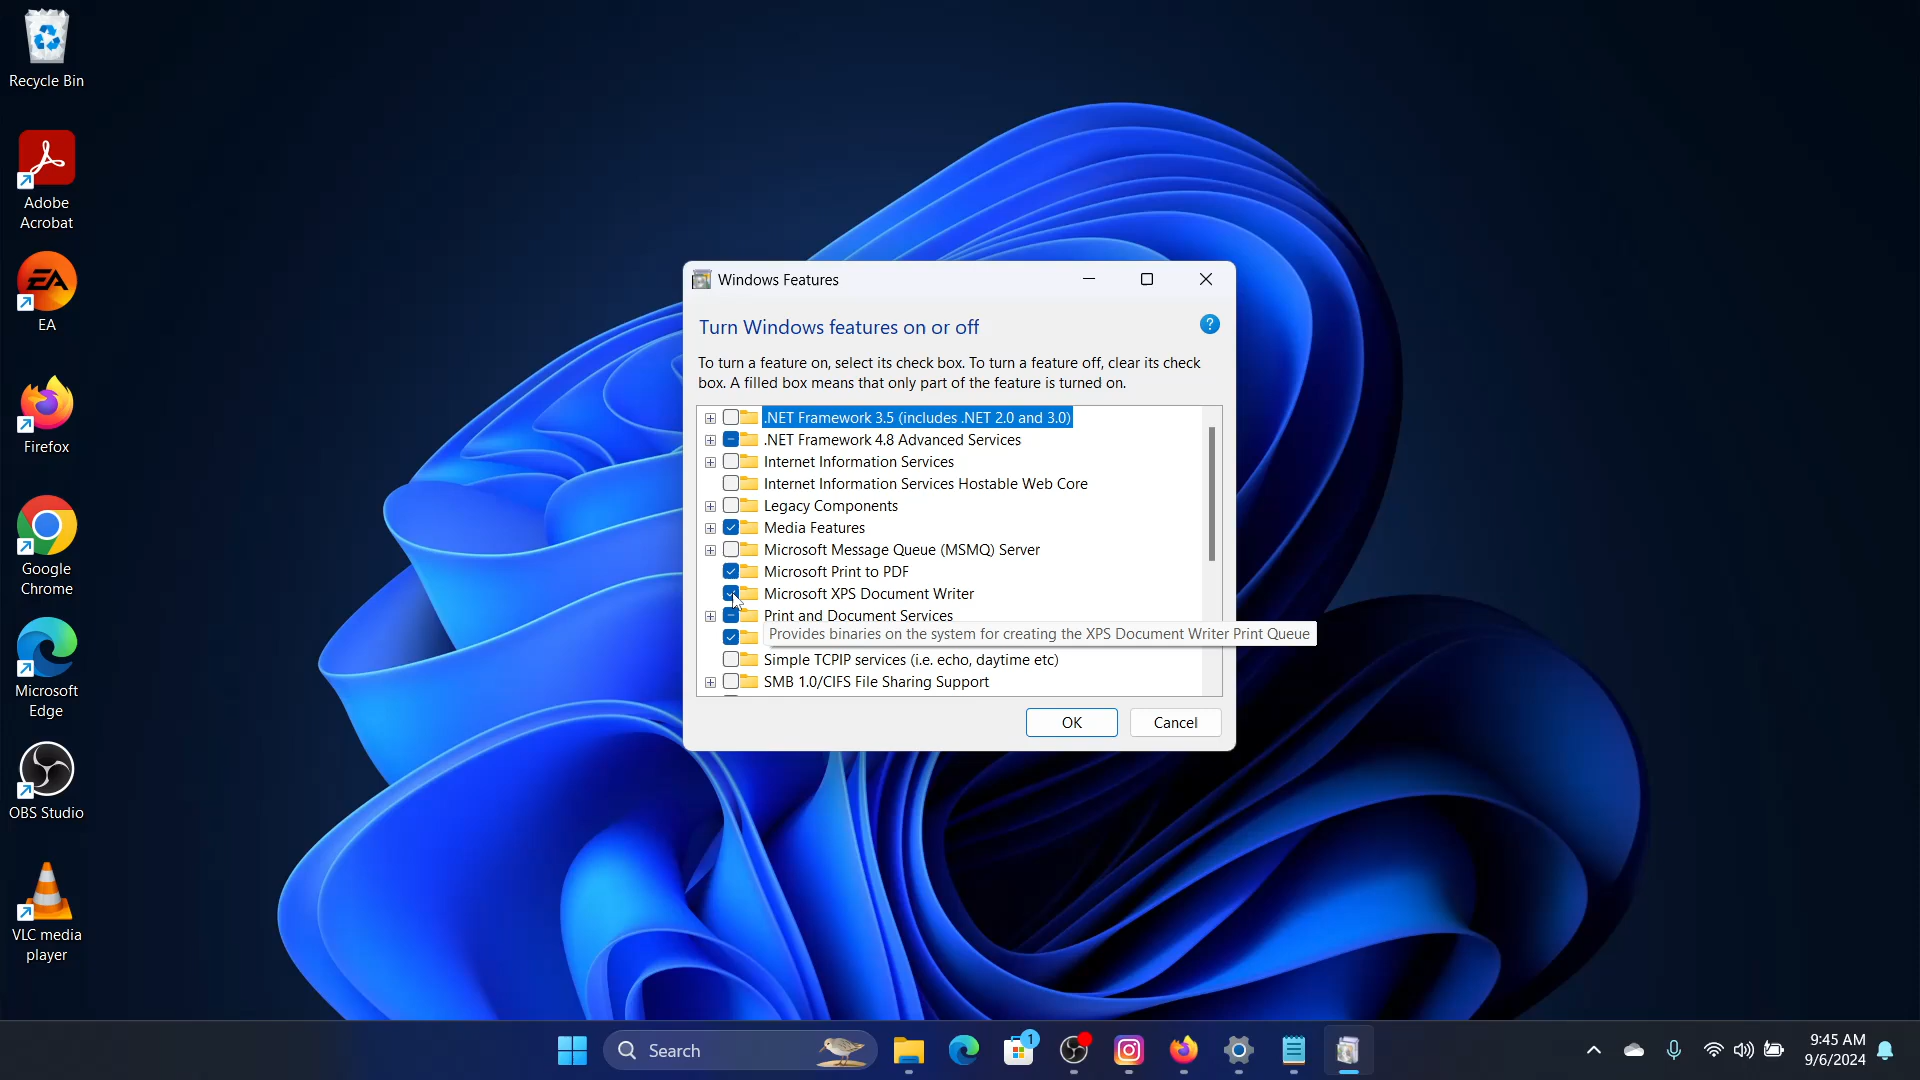 Recycle Bin
Adobe
Acrobat
EA
EA
Firefox
Google
Chrome
Microsoft
Edge
OBS Studio
VLC media
player
Windows Features
Turn Windows features on or off
?
To turn a feature on, select its check box. To turn a feature off, clear its check
box. A filled box means that only part of the feature is turned on.
.NET Framework 3.5 (includes .NET 2.0 and 3.0)
.NET Framework 4.8 Advanced Services
Internet Information Services
Internet Information Services Hostable Web Core
Legacy Components
Media Features
Microsoft Message Queue (MSMQ) Server
Microsoft Print to PDF
Microsoft XPS Document Writer
Print and Document Services
Provides binaries on the system for creating the XPS Document Writer Print Queue
Simple TCPIP services (i.e. echo, daytime etc)
SMB 1.0/CIFS File Sharing Support
OK
Cancel
Search
1
9:45 AM
9/6/2024